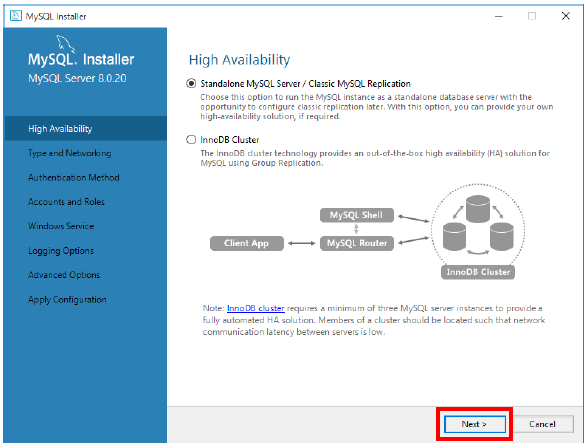 MySQL Installer
MySQL. Installer
MySQL Server 8.0.20
High Availability
Type and Networking
Authentication Method
Accounts and Roles
Windows Service
Logging Options
Advanced Options
Apply Configuration
High Availability
Standalone MySQL Server / Classic MySQL Replication
Choose this option to run the MySQL instance as a standalone database server with the
opportunity to configure classic replication later. With this option, you can provide your own
high-availability solution, if required.
InnoDB Cluster
The InnoDB cluster technology provides an out-of-the-box high availability (HA) solution for
MySQL using Group Replication.
MySQL Shell
Client App
MySQL Router
InnoDB Cluster
Note: InnoDB cluster requires a minimum of three MySQL server instances to provide a
fully automated HA solution. Members of a cluster should be located such that network
communication latency between servers is low.
Next >
Cancel